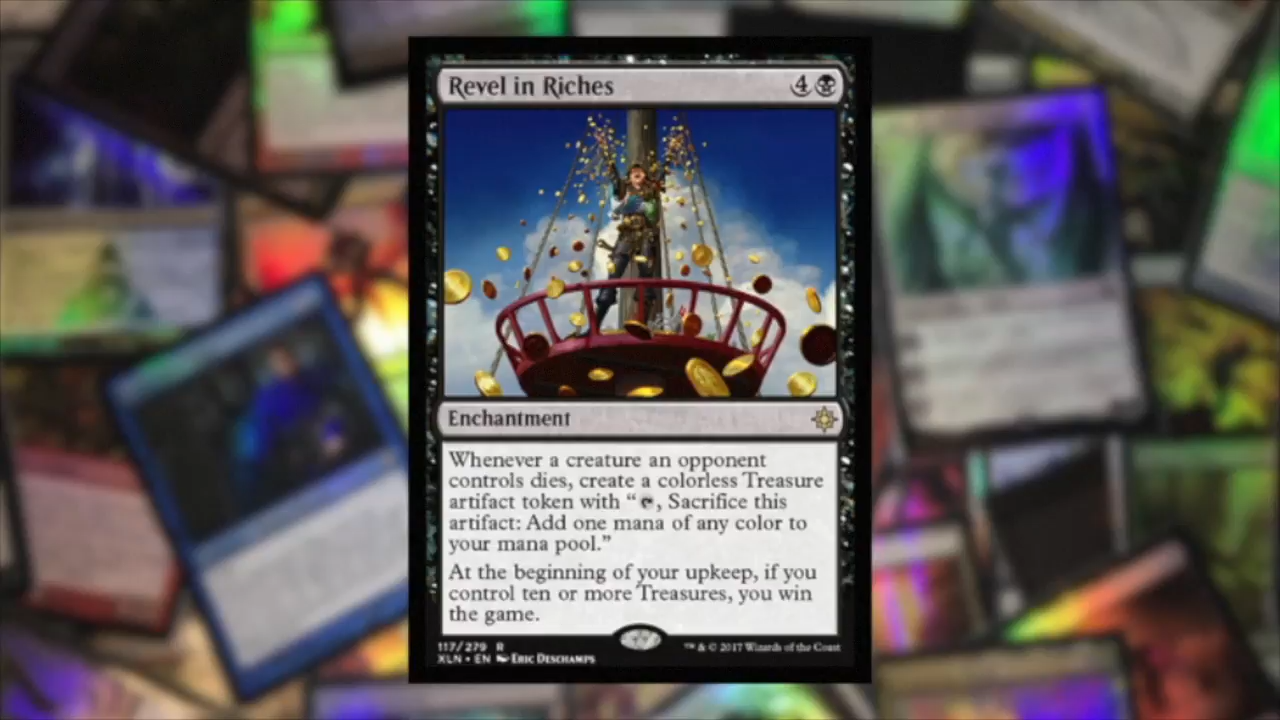 Revel in Riches 4
Enchantment
Whenever a creature an opponent
controls dies, create a colorless Treasure
artifact token with “ , Sacrifice this
artifact: Add one mana of any color to
your mana pool.”
At the beginning of your upkeep, if you
control ten or more Treasures, you win
the game.
117/279 R
XLN • EN Eric Deschamps
™ & © 2017 Wizards of the Coast